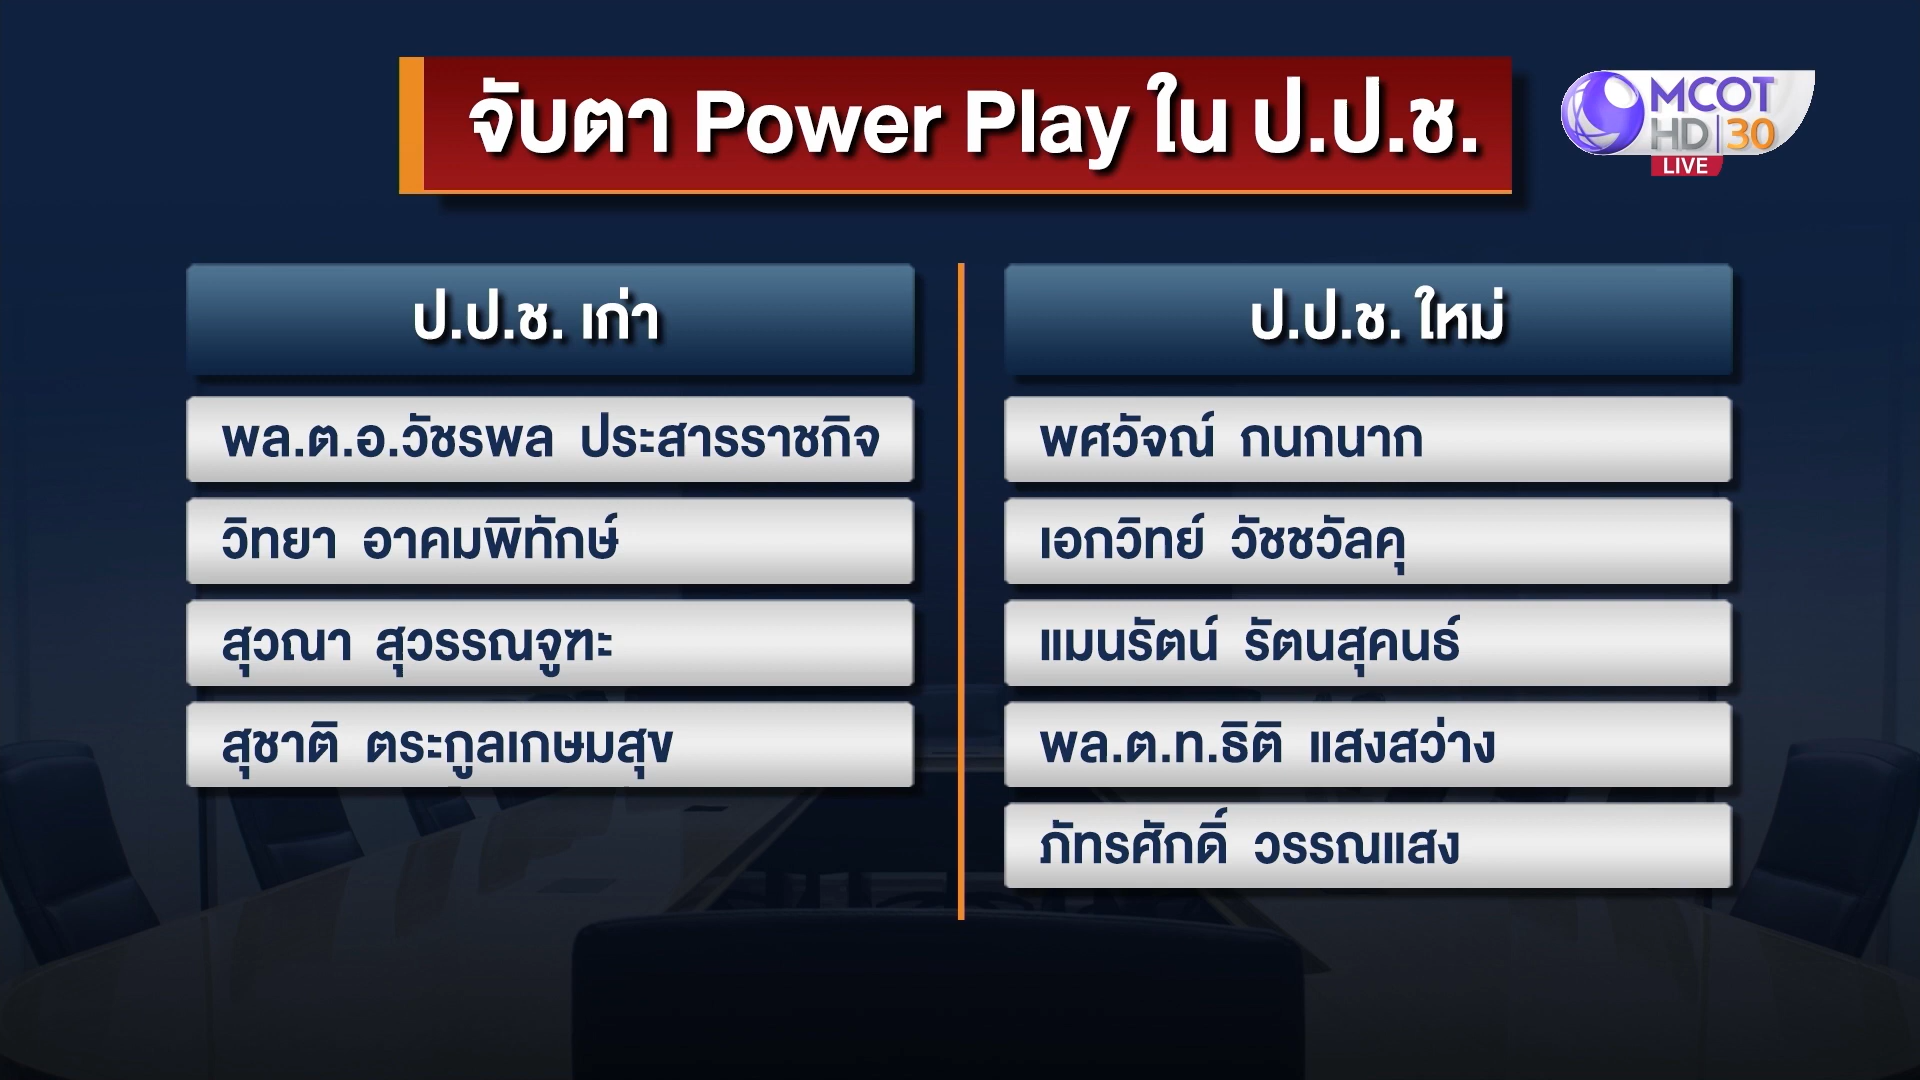 จับตา Power Play ใน ป.ป.ช.
MCOT
HD 30
LIVE
ป.ป.ช. เก่า
พล.ต.อ.วัชรพล ประสารราชกิจ
วิทยา อาคมพิทักษ์
สุวณา สุวรรณจูฑะ
สุชาติ ตระกูลเกษมสุข
ป.ป.ช. ใหม่
พศวัจณ์ กนกนาก
เอกวิทย์ วัชชวัลคุ
แมนรัตน์ รัตนสุคนธ์
พล.ต.ท.ธิติ แสงสว่าง
ภัทรศักดิ์ วรรณแสง